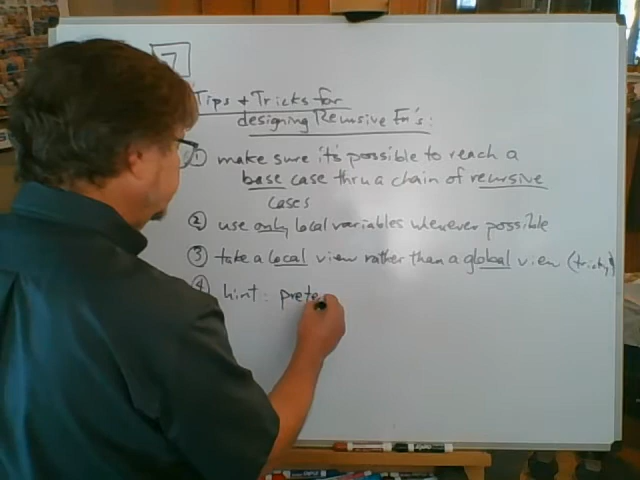 7
Tips + Tricks for
designing Recursive Fn's:
① make sure it's possible to reach a
base case thru a chain of recursive
cases
② use only local variables whenever possible
③ take a local view rather than a global view (tricky)
④ hint: prete